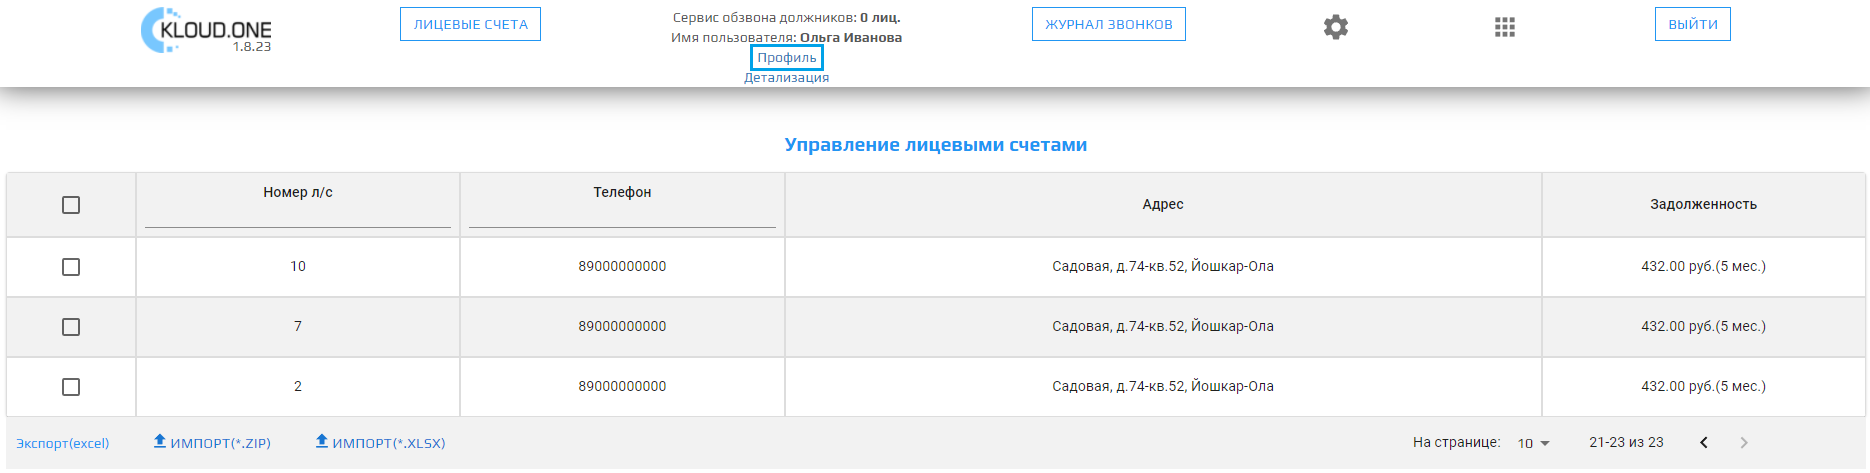 KLOUD.ONE
1.8.23
ЛИЦЕВЫЕ СЧЕТА
Сервис обзвона должников: 0 лиц.
Имя пользователя: Ольга Иванова
Профиль
Детализация
ЖУРНАЛ ЗВОНКОВ
ВЫЙТИ
Управление лицевыми счетами
Номер л/с Телефон Адрес Задолженность
10 89000000000 Садовая, д.74-кв.52, Йошкар-Ола 432.00 руб.(5 мес.)
7 89000000000 Садовая, д.74-кв.52, Йошкар-Ола 432.00 руб.(5 мес.)
2 89000000000 Садовая, д.74-кв.52, Йошкар-Ола 432.00 руб.(5 мес.)
Экспорт(excel) ИМПОРТ(*.ZIP) ИМПОРТ(*.XLSX) На странице: 10 21-23 из 23